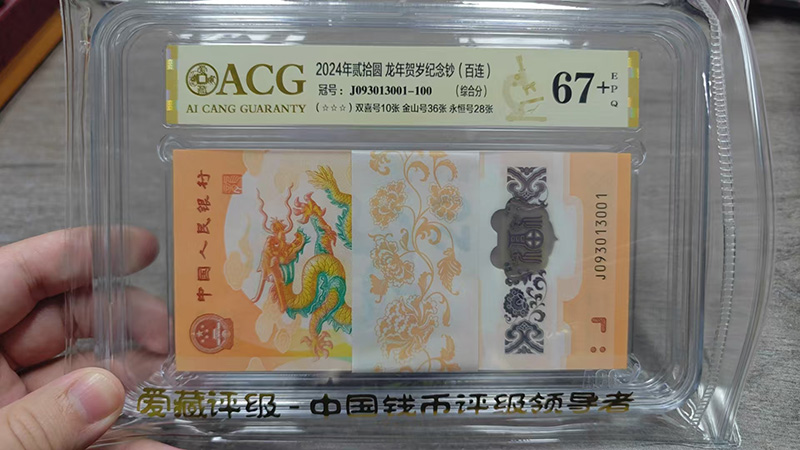 ACG
AI CANG GUARANTY
2024年贰拾圆 龙年贺岁纪念钞（百连）
冠号：J093013001-100 （综合分）
（☆☆☆）双喜号10张 金山号36张 永恒号28张
67+
EPQ
中国人民银行
J093013001
爱藏评级-中国钱币评级领导者